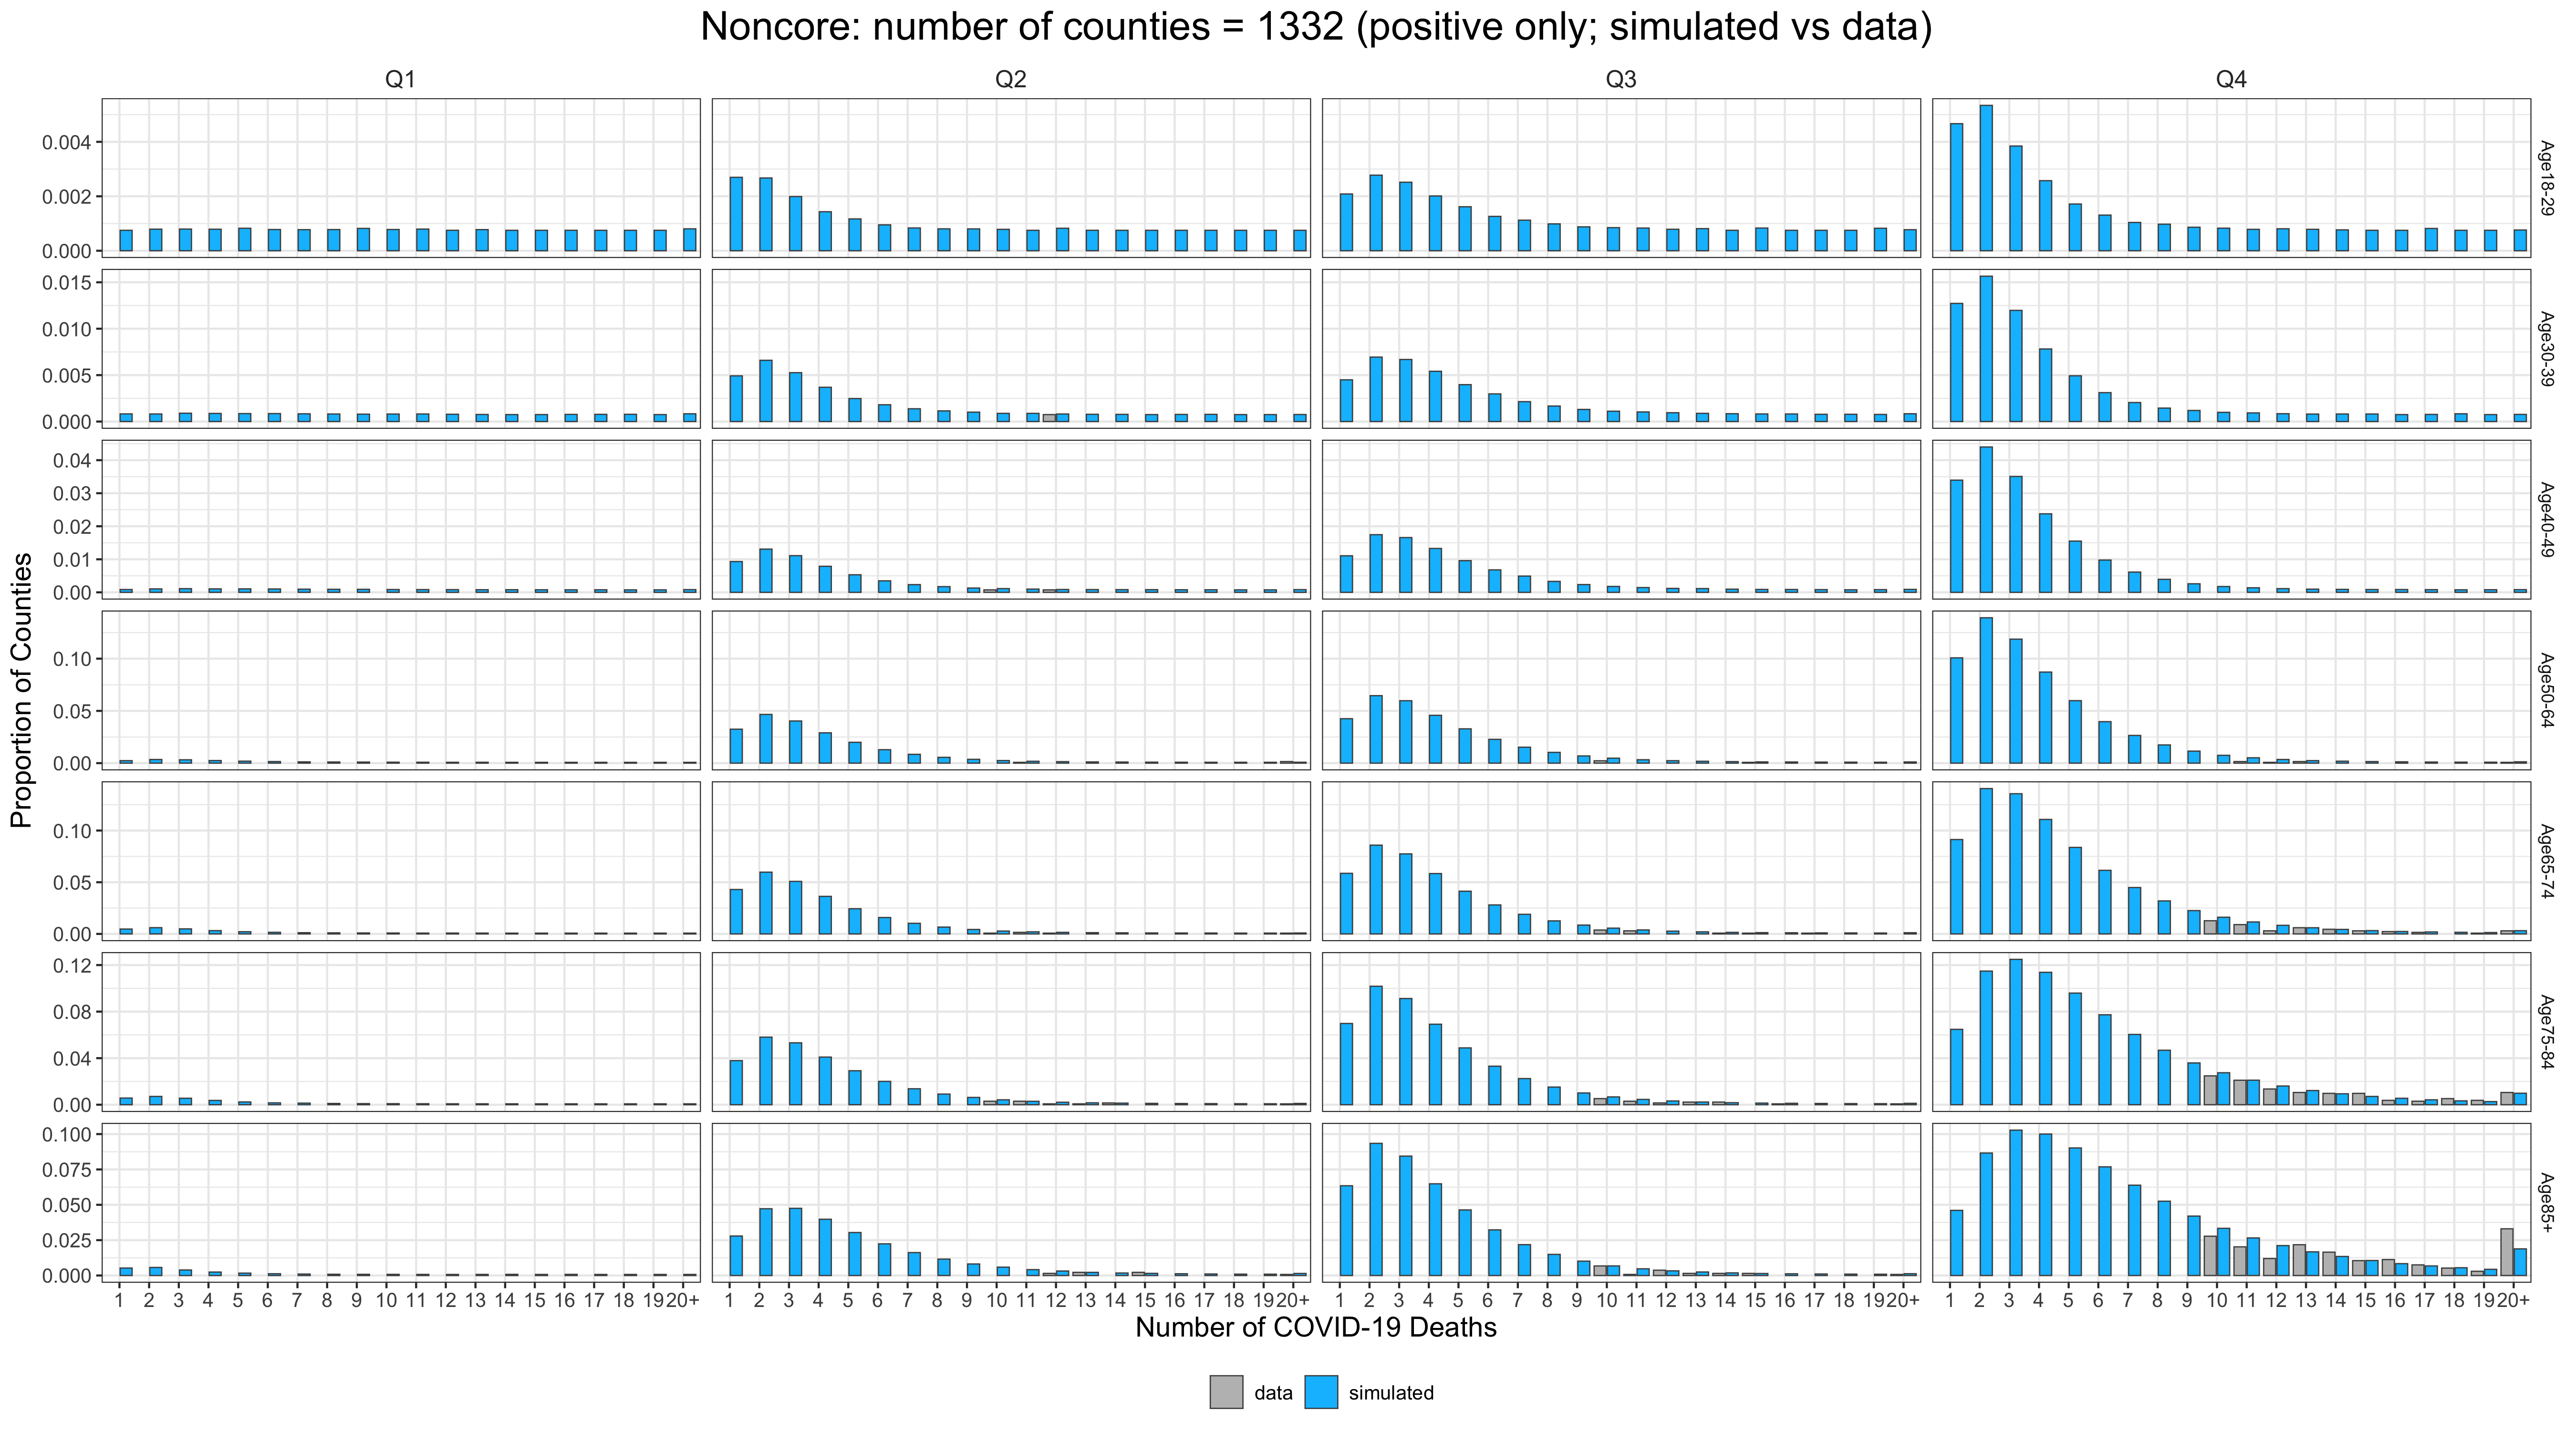 Noncore: number of counties = 1332 (positive only; simulated vs data)
Q1 Q2 Q3 Q4
Proportion of Counties
0.004
0.002
0.000
Age18-29
0.015
0.010
0.005
0.000
Age30-39
0.04
0.03
0.02
0.01
0.00
Age40-49
0.10
0.05
0.00
Age50-64
0.10
0.05
0.00
Age65-74
0.12
0.08
0.04
0.00
Age75-84
0.100
0.075
0.050
0.025
0.000
Age85+
1 2 3 4 5 6 7 8 9 10 11 12 13 14 15 16 17 18 19 20+ 1 2 3 4 5 6 7 8 9 10 11 12 13 14 15 16 17 18 19 20+ 1 2 3 4 5 6 7 8 9 10 11 12 13 14 15 16 17 18 19 20+ 1 2 3 4 5 6 7 8 9 10 11 12 13 14 15 16 17 18 19 20+
Number of COVID-19 Deaths
data simulated